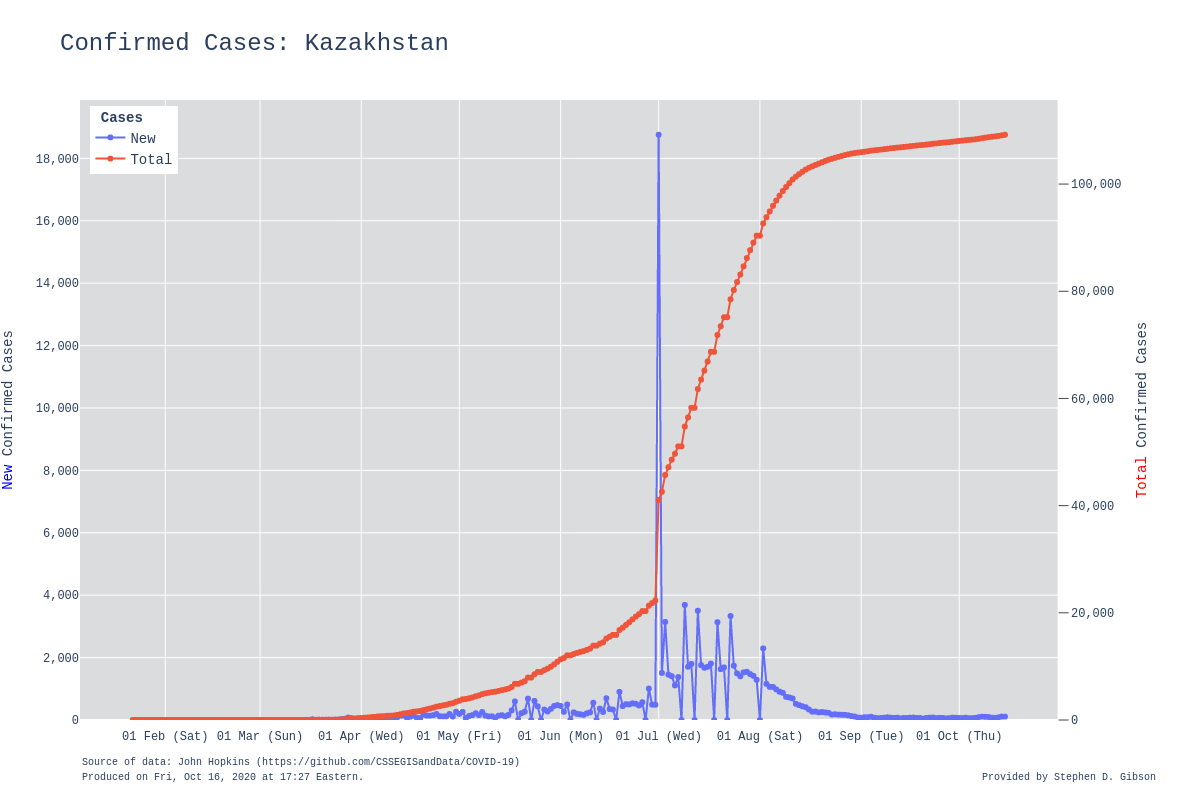 Confirmed Cases: Kazakhstan
Cases
New
Total
18,000
16,000
14,000
12,000
10,000
8,000
6,000
4,000
2,000
0
100,000
80,000
60,000
40,000
20,000
0
New Confirmed Cases
Total Confirmed Cases
01 Feb (Sat) 01 Mar (Sun) 01 Apr (Wed) 01 May (Fri) 01 Jun (Mon) 01 Jul (Wed) 01 Aug (Sat) 01 Sep (Tue) 01 Oct (Thu)
Source of data: John Hopkins (https://github.com/CSSEGISandData/COVID-19)
Produced on Fri, Oct 16, 2020 at 17:27 Eastern.
Provided by Stephen D. Gibson